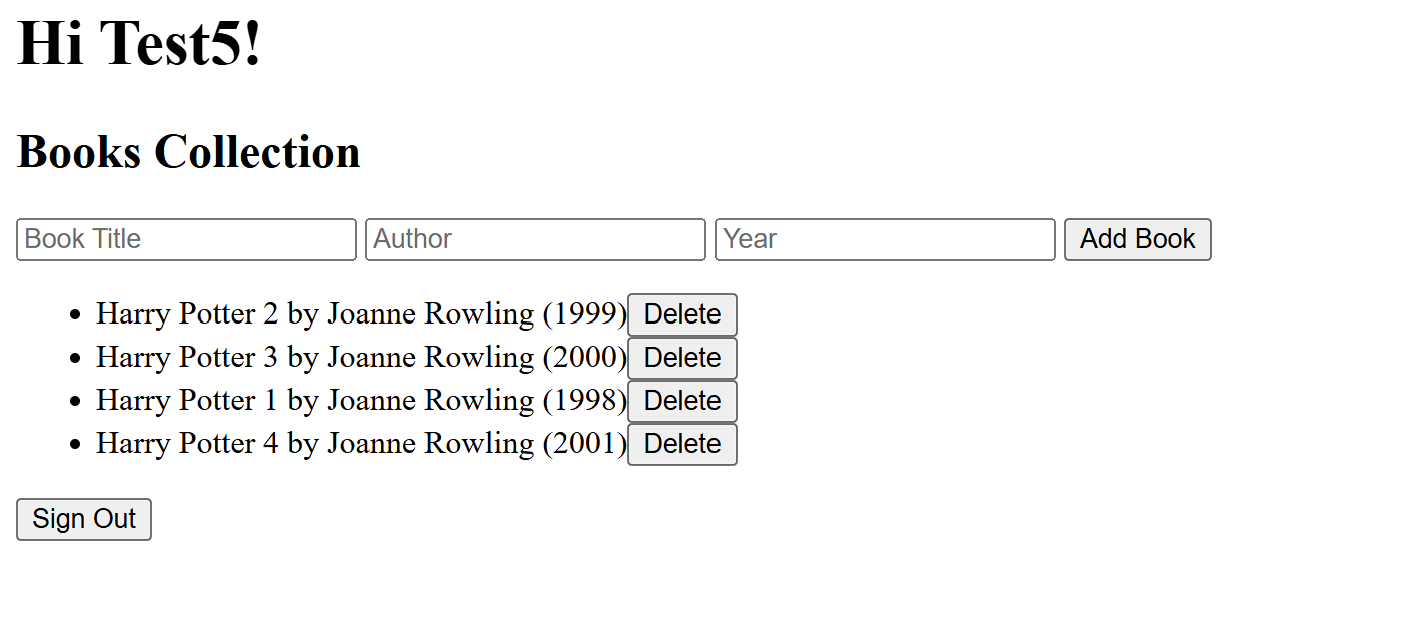 Hi Test5!
Books Collection
Book Title Author Year Add Book
Harry Potter 2 by Joanne Rowling (1999) Delete
Harry Potter 3 by Joanne Rowling (2000) Delete
Harry Potter 1 by Joanne Rowling (1998) Delete
Harry Potter 4 by Joanne Rowling (2001) Delete
Sign Out